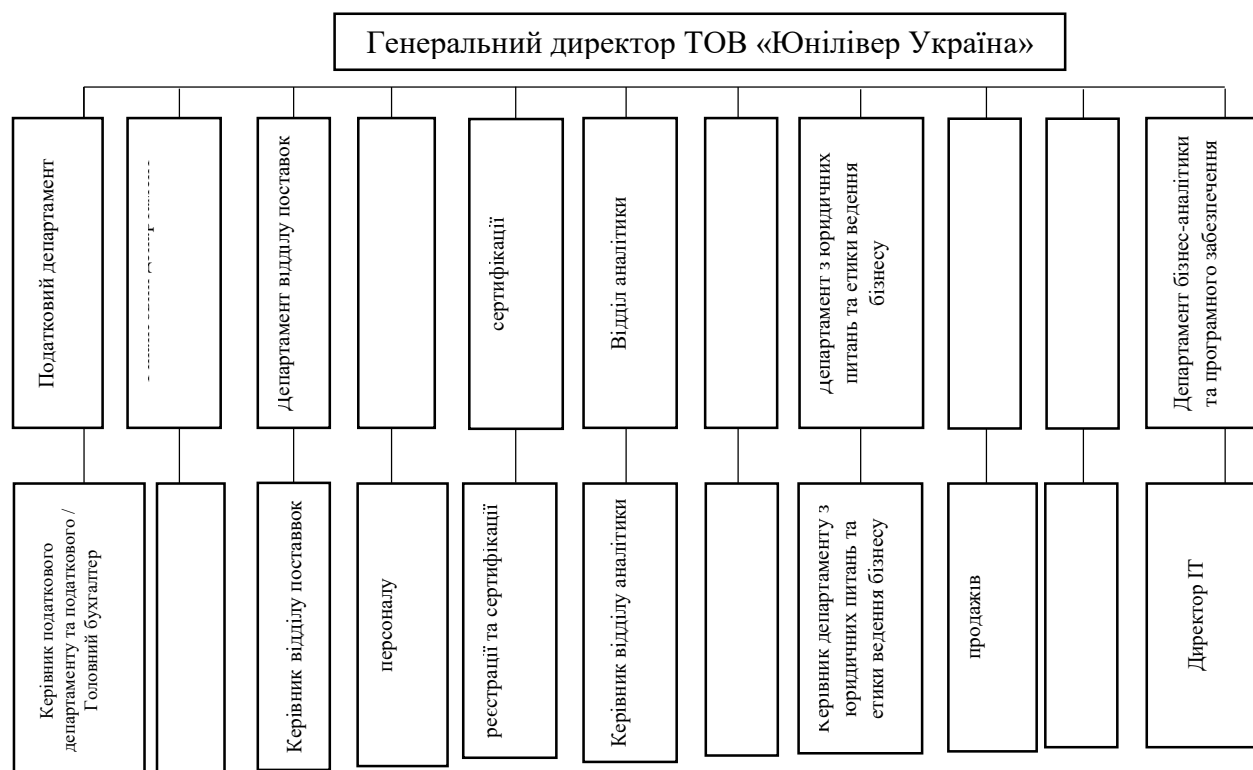 Генеральний директор ТОВ «Юнілівер Україна»
Податковий департамент
Департамент відділу поставок
сертифікації
Відділ аналітики
Департамент з юридичних
питань та етики ведення
бізнесу
Департамент бізнес-аналітики
та програмного забезпечення
Керівник податкового
департаменту та податкового /
Головний бухгалтер
Керівник відділу поставвок
персоналу
реєстрації та сертифікації
Керівник відділу аналітики
Керівник департаменту з
юридичних питань та
етики ведення бізнесу
продажів
Директор ІТ